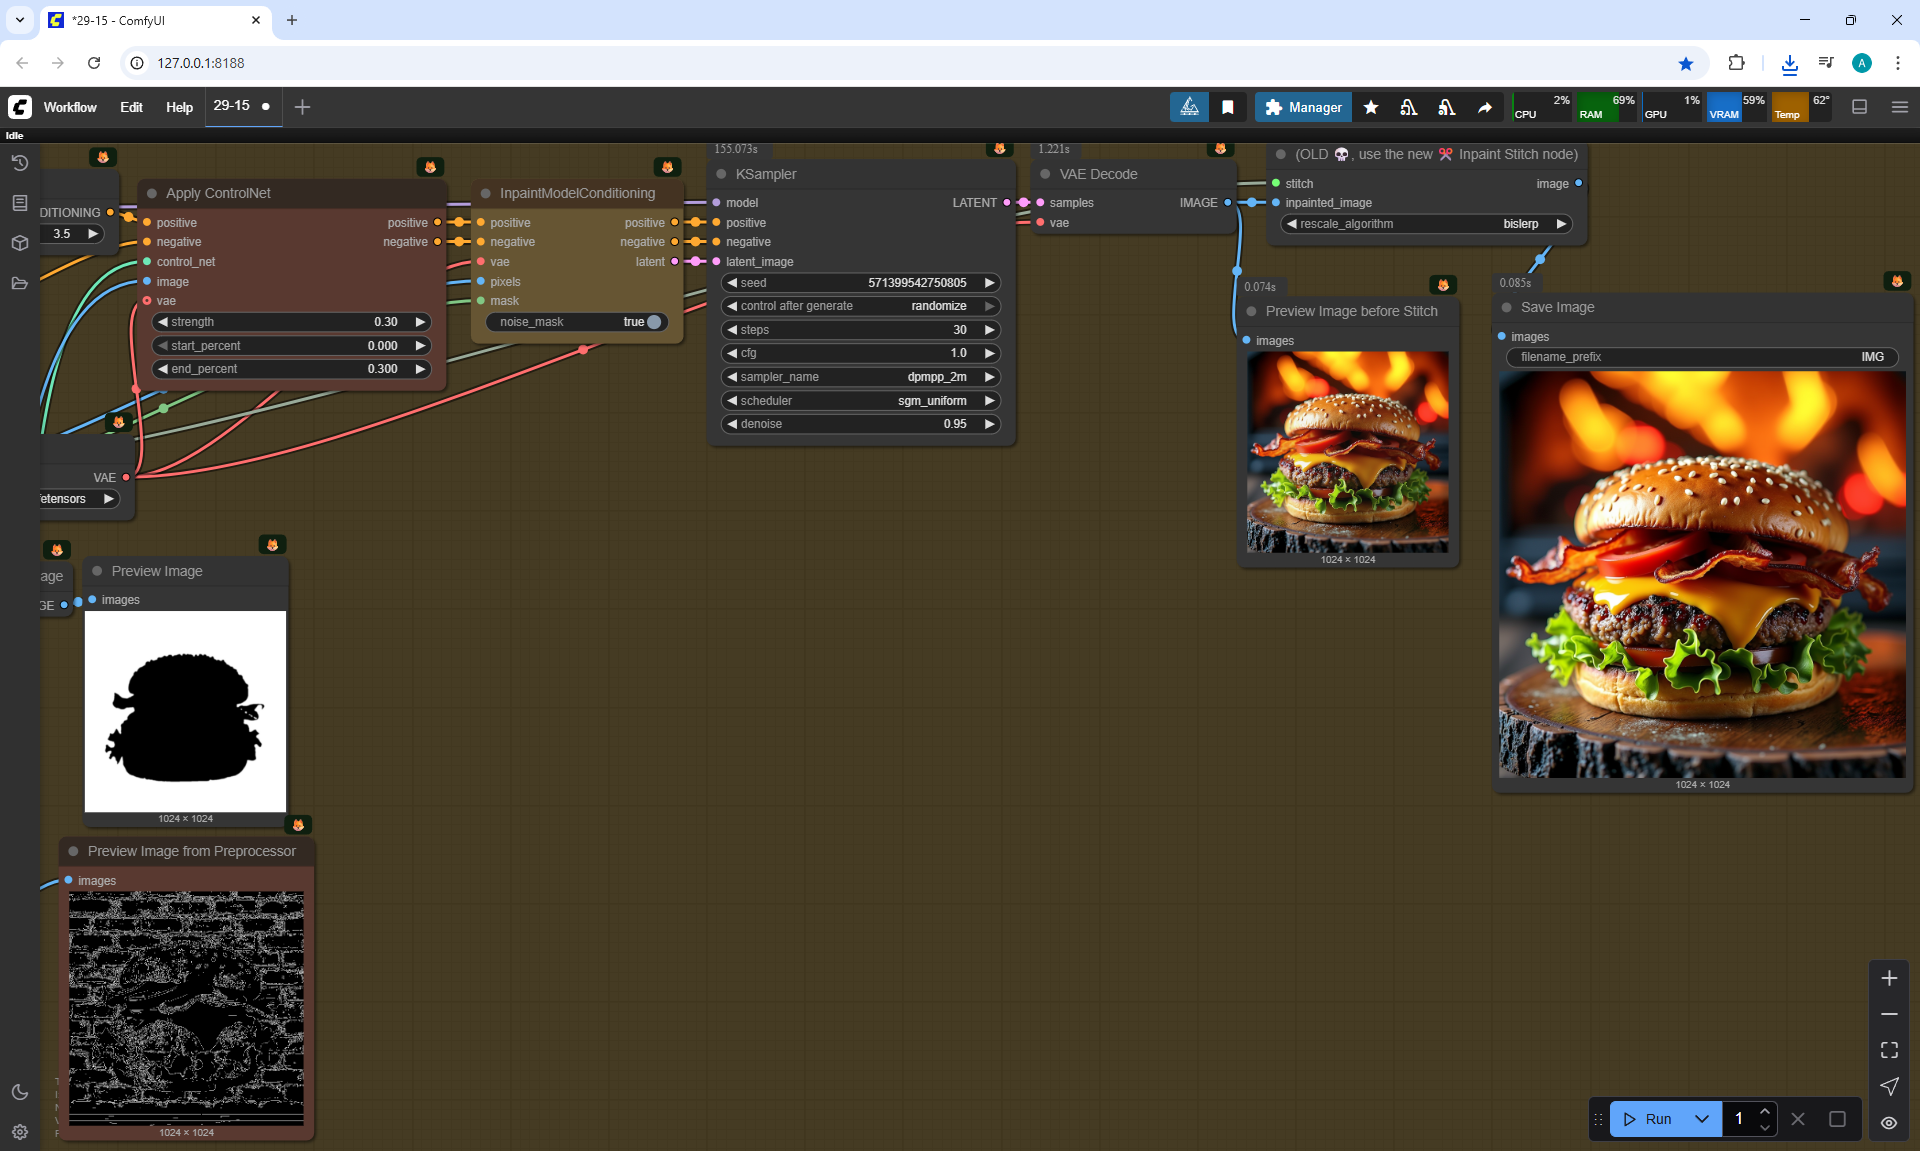 *29-15 - ComfyUI
127.0.0.1:8188
A
Workflow Edit Help 29-15
Manager
CPU 2% RAM 69% GPU 1% VRAM 59% Temp 62°
Idle
155.073s
1.221s
(OLD 💀, use the new ✂️ Inpaint Stitch node)
stitch image
inpainted_image
rescale_algorithm bislerp
DITIONING
3.5
Apply ControlNet
positive positive
negative negative
control_net
image
vae
strength 0.30
start_percent 0.000
end_percent 0.300
InpaintModelConditioning
positive positive
negative negative
vae latent
pixels
mask
noise_mask true
KSampler
model LATENT
positive
negative
latent_image
seed 571399542750805
control after generate randomize
steps 30
cfg 1.0
sampler_name dpmpp_2m
scheduler sgm_uniform
denoise 0.95
VAE Decode
samples IMAGE
vae
0.074s
Preview Image before Stitch
images
1024 × 1024
0.085s
Save Image
images
filename_prefix IMG
1024 × 1024
VAE
fetensors
age
GE
Preview Image
images
1024 × 1024
Preview Image from Preprocessor
images
1024 × 1024
Run 1